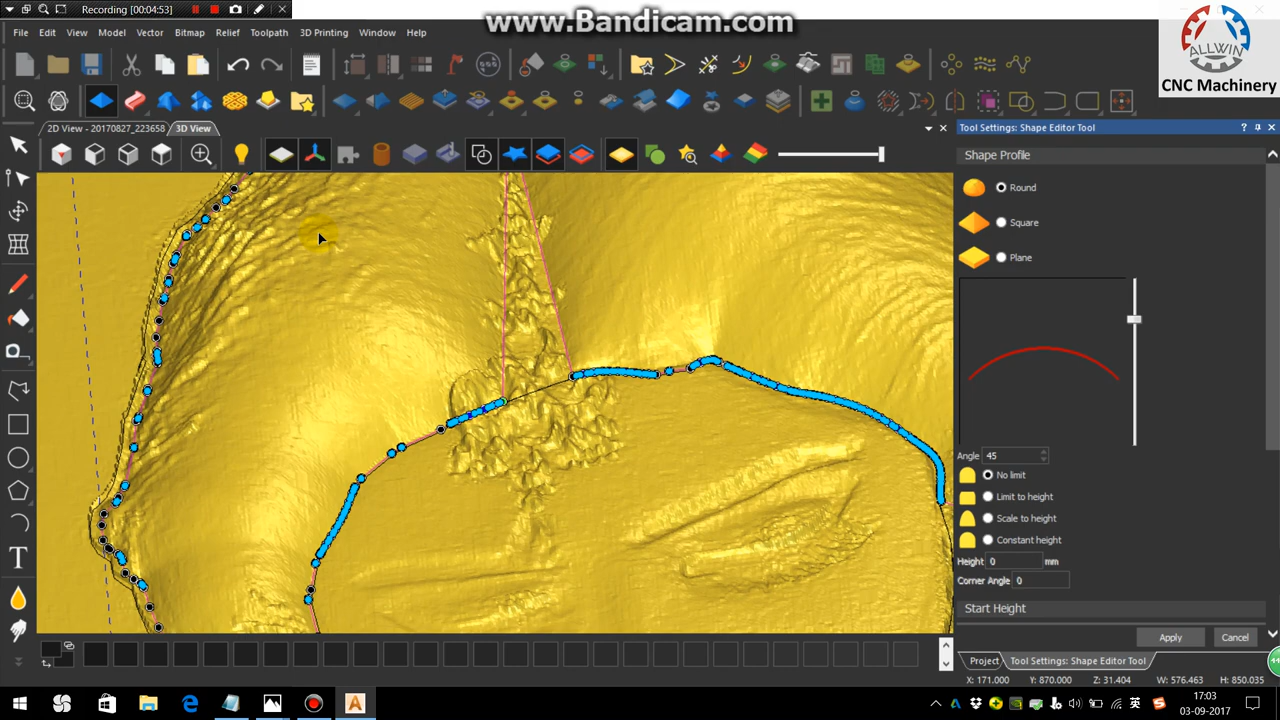 Recording [00:04:53]
www.Bandicam.com
File Edit View Model Vector Bitmap Relief Toolpath 3D Printing Window Help
ALLWIN
CNC Machinery
2D View - 20170827_223658 3D View
Tool Settings: Shape Editor Tool
Shape Profile
Round
Square
Plane
Angle 45
No limit
Limit to height
Scale to height
Constant height
Height 0 mm
Corner Angle 0
Start Height
Apply Cancel
Project Tool Settings: Shape Editor Tool
X: 171.000 Y: 870.000 Z: 31.404 W: 576.463 H: 850.035
英
17:03
03-09-2017